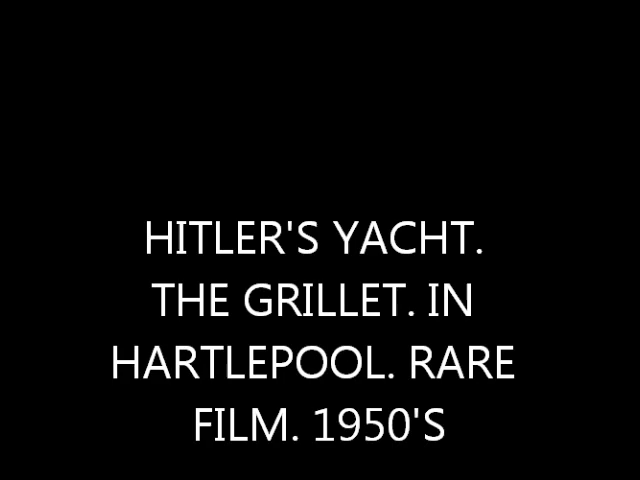 HITLER'S YACHT.
THE GRILLET. IN
HARTLEPOOL. RARE
FILM. 1950'S